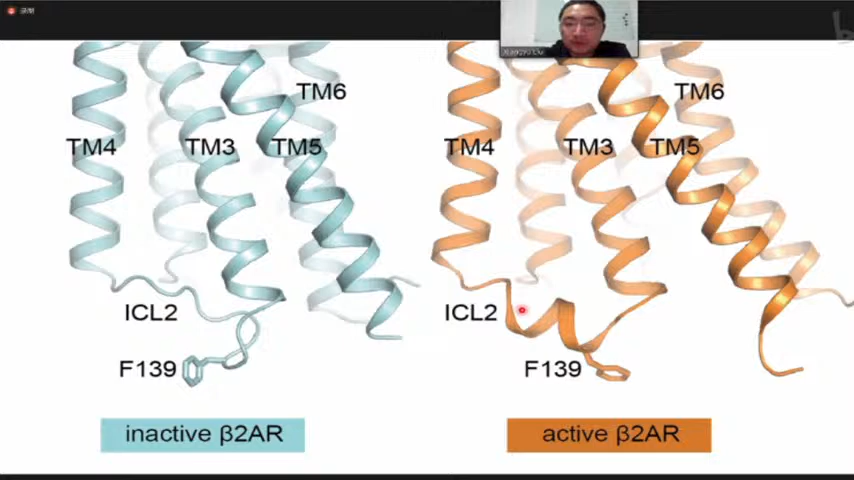 TM6
TM6
TM4
TM3
TM5
TM4
TM3
TM5
ICL2
ICL2
F139
F139
inactive β2AR
active β2AR